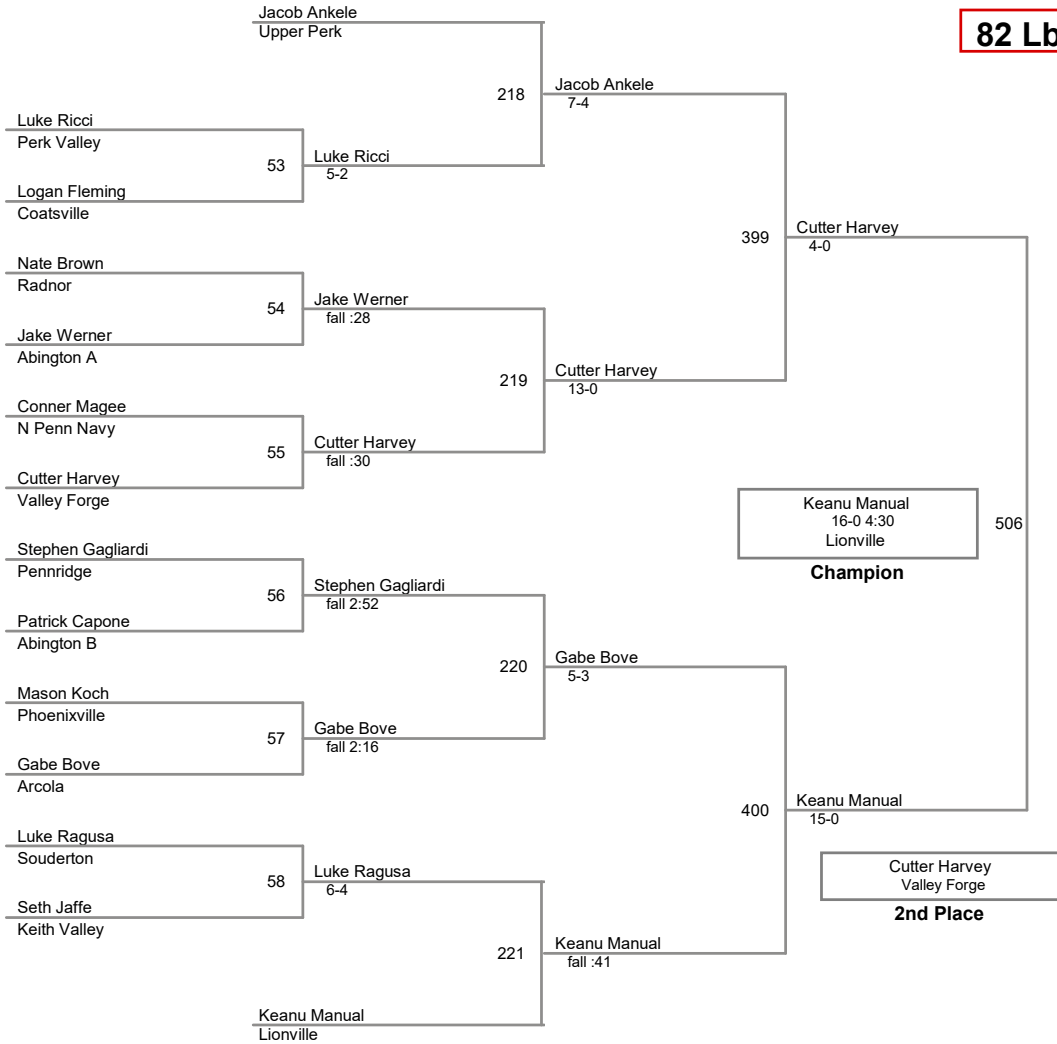 Jacob Ankele
Upper Perk
82 Lb
218
Jacob Ankele
7-4
Luke Ricci
Perk Valley
53
Luke Ricci
5-2
Logan Fleming
Coatsville
399
Cutter Harvey
4-0
Nate Brown
Radnor
54
Jake Werner
fall :28
Jake Werner
Abington A
219
Cutter Harvey
13-0
Conner Magee
N Penn Navy
55
Cutter Harvey
fall :30
Cutter Harvey
Valley Forge
Keanu Manual
16-0 4:30
Lionville
506
Champion
Stephen Gagliardi
Pennridge
56
Stephen Gagliardi
fall 2:52
Patrick Capone
Abington B
220
Gabe Bove
5-3
Mason Koch
Phoenixville
57
Gabe Bove
fall 2:16
Gabe Bove
Arcola
400
Keanu Manual
15-0
Luke Ragusa
Souderton
58
Luke Ragusa
6-4
Seth Jaffe
Keith Valley
Cutter Harvey
Valley Forge
2nd Place
221
Keanu Manual
fall :41
Keanu Manual
Lionville